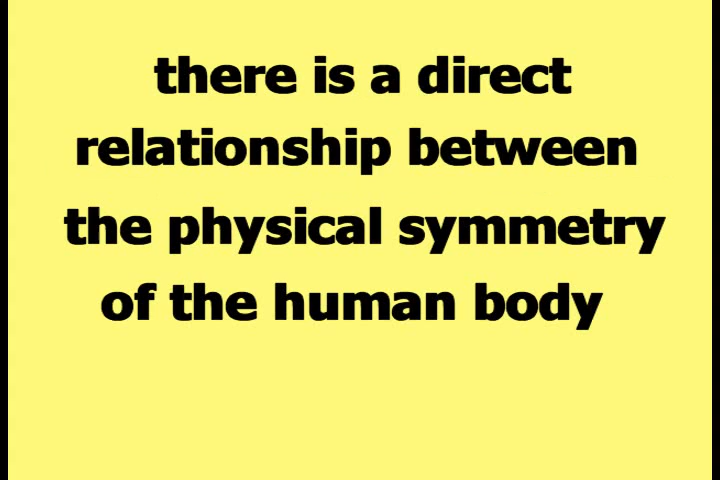 there is a direct
relationship between
the physical symmetry
of the human body